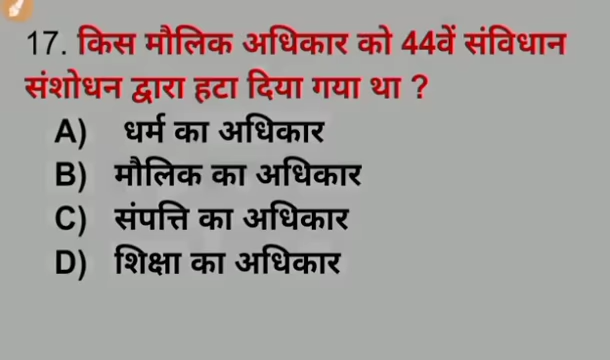 17. किस मौलिक अधिकार को 44वें संविधान
संशोधन द्वारा हटा दिया गया था ?
A) धर्म का अधिकार
B) मौलिक का अधिकार
C) संपत्ति का अधिकार
D) शिक्षा का अधिकार